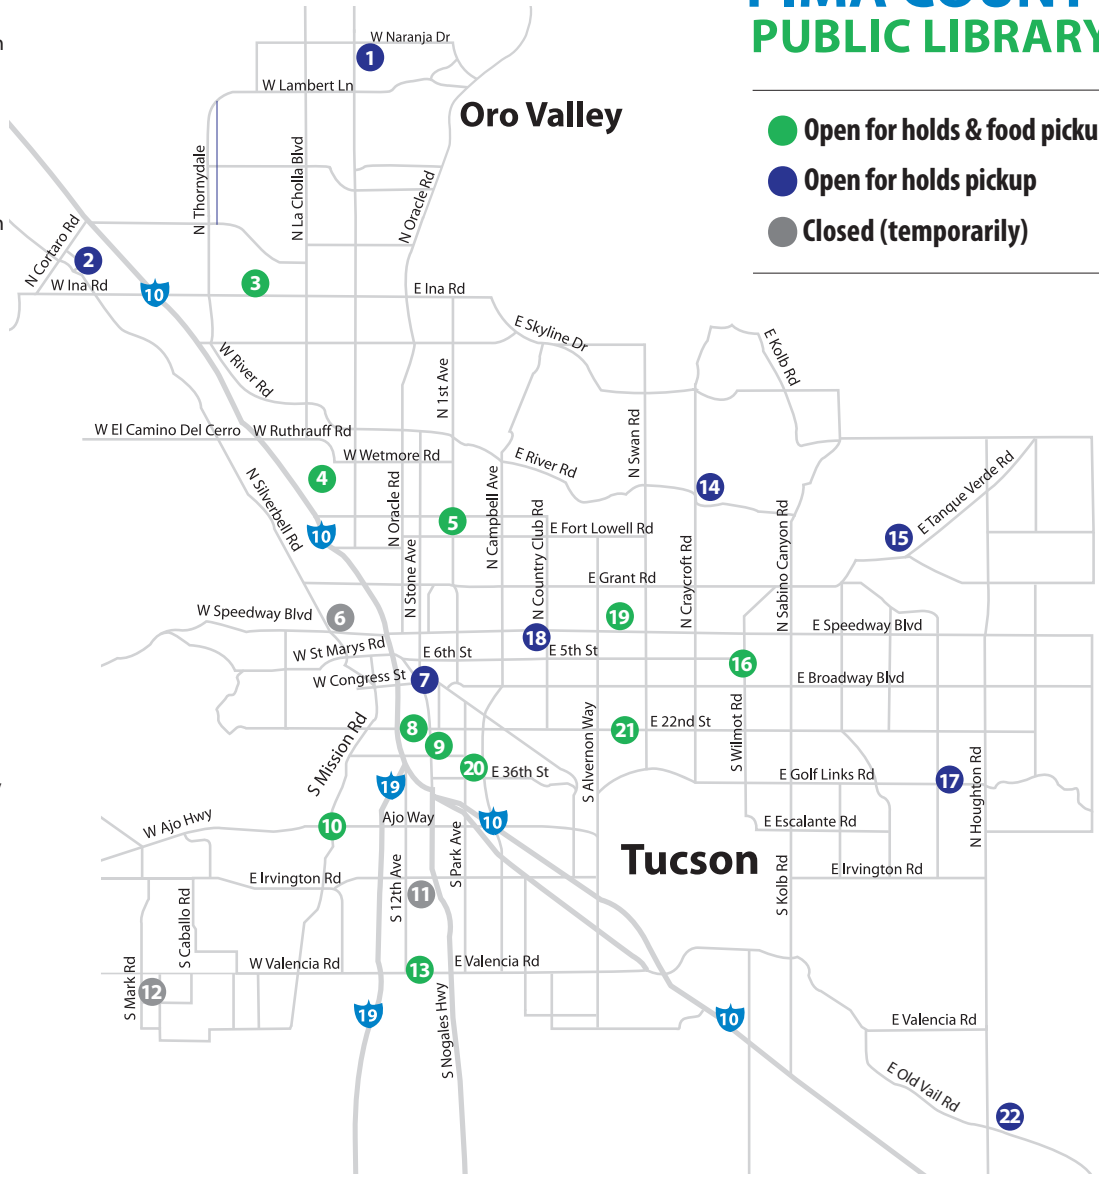 PIMA COUNT
PUBLIC LIBRARY
Open for holds & food picku
Open for holds pickup
Closed (temporarily)
W Naranja Dr
1
W Lambert Ln
Oro Valley
N Thornydale
N La Cholla Blvd
N Oracle Rd
N Cortaro Rd
2
W Ina Rd
10
3
E Ina Rd
E Skyline Dr
E Kolb Rd
W River Rd
N 1st Ave
N Swan Rd
W El Camino Del Cerro
W Ruthrauff Rd
W Wetmore Rd
E River Rd
N Silverbell Rd
4
N Oracle Rd
N Campbell Ave
14
E Tanque Verde Rd
10
5
N Country Club Rd
E Fort Lowell Rd
15
N Stone Ave
N Craycroft Rd
N Sabino Canyon Rd
E Grant Rd
W Speedway Blvd
6
19
E Speedway Blvd
18
W St Marys Rd
E 6th St
E 5th St
16
W Congress St
7
E Broadway Blvd
S Mission Rd
8
9
S Alvernon Way
21
E 22nd St
S Wilmot Rd
20
E 36th St
E Golf Links Rd
17
N Houghton Rd
19
W Ajo Hwy
10
Ajo Way
10
E Escalante Rd
S Park Ave
Tucson
E Irvington Rd
S 12th Ave
11
E Irvington Rd
S Kolb Rd
S Caballo Rd
S Mark Rd
12
W Valencia Rd
13
E Valencia Rd
19
S Nogales Hwy
10
E Valencia Rd
E Old Vail Rd
22